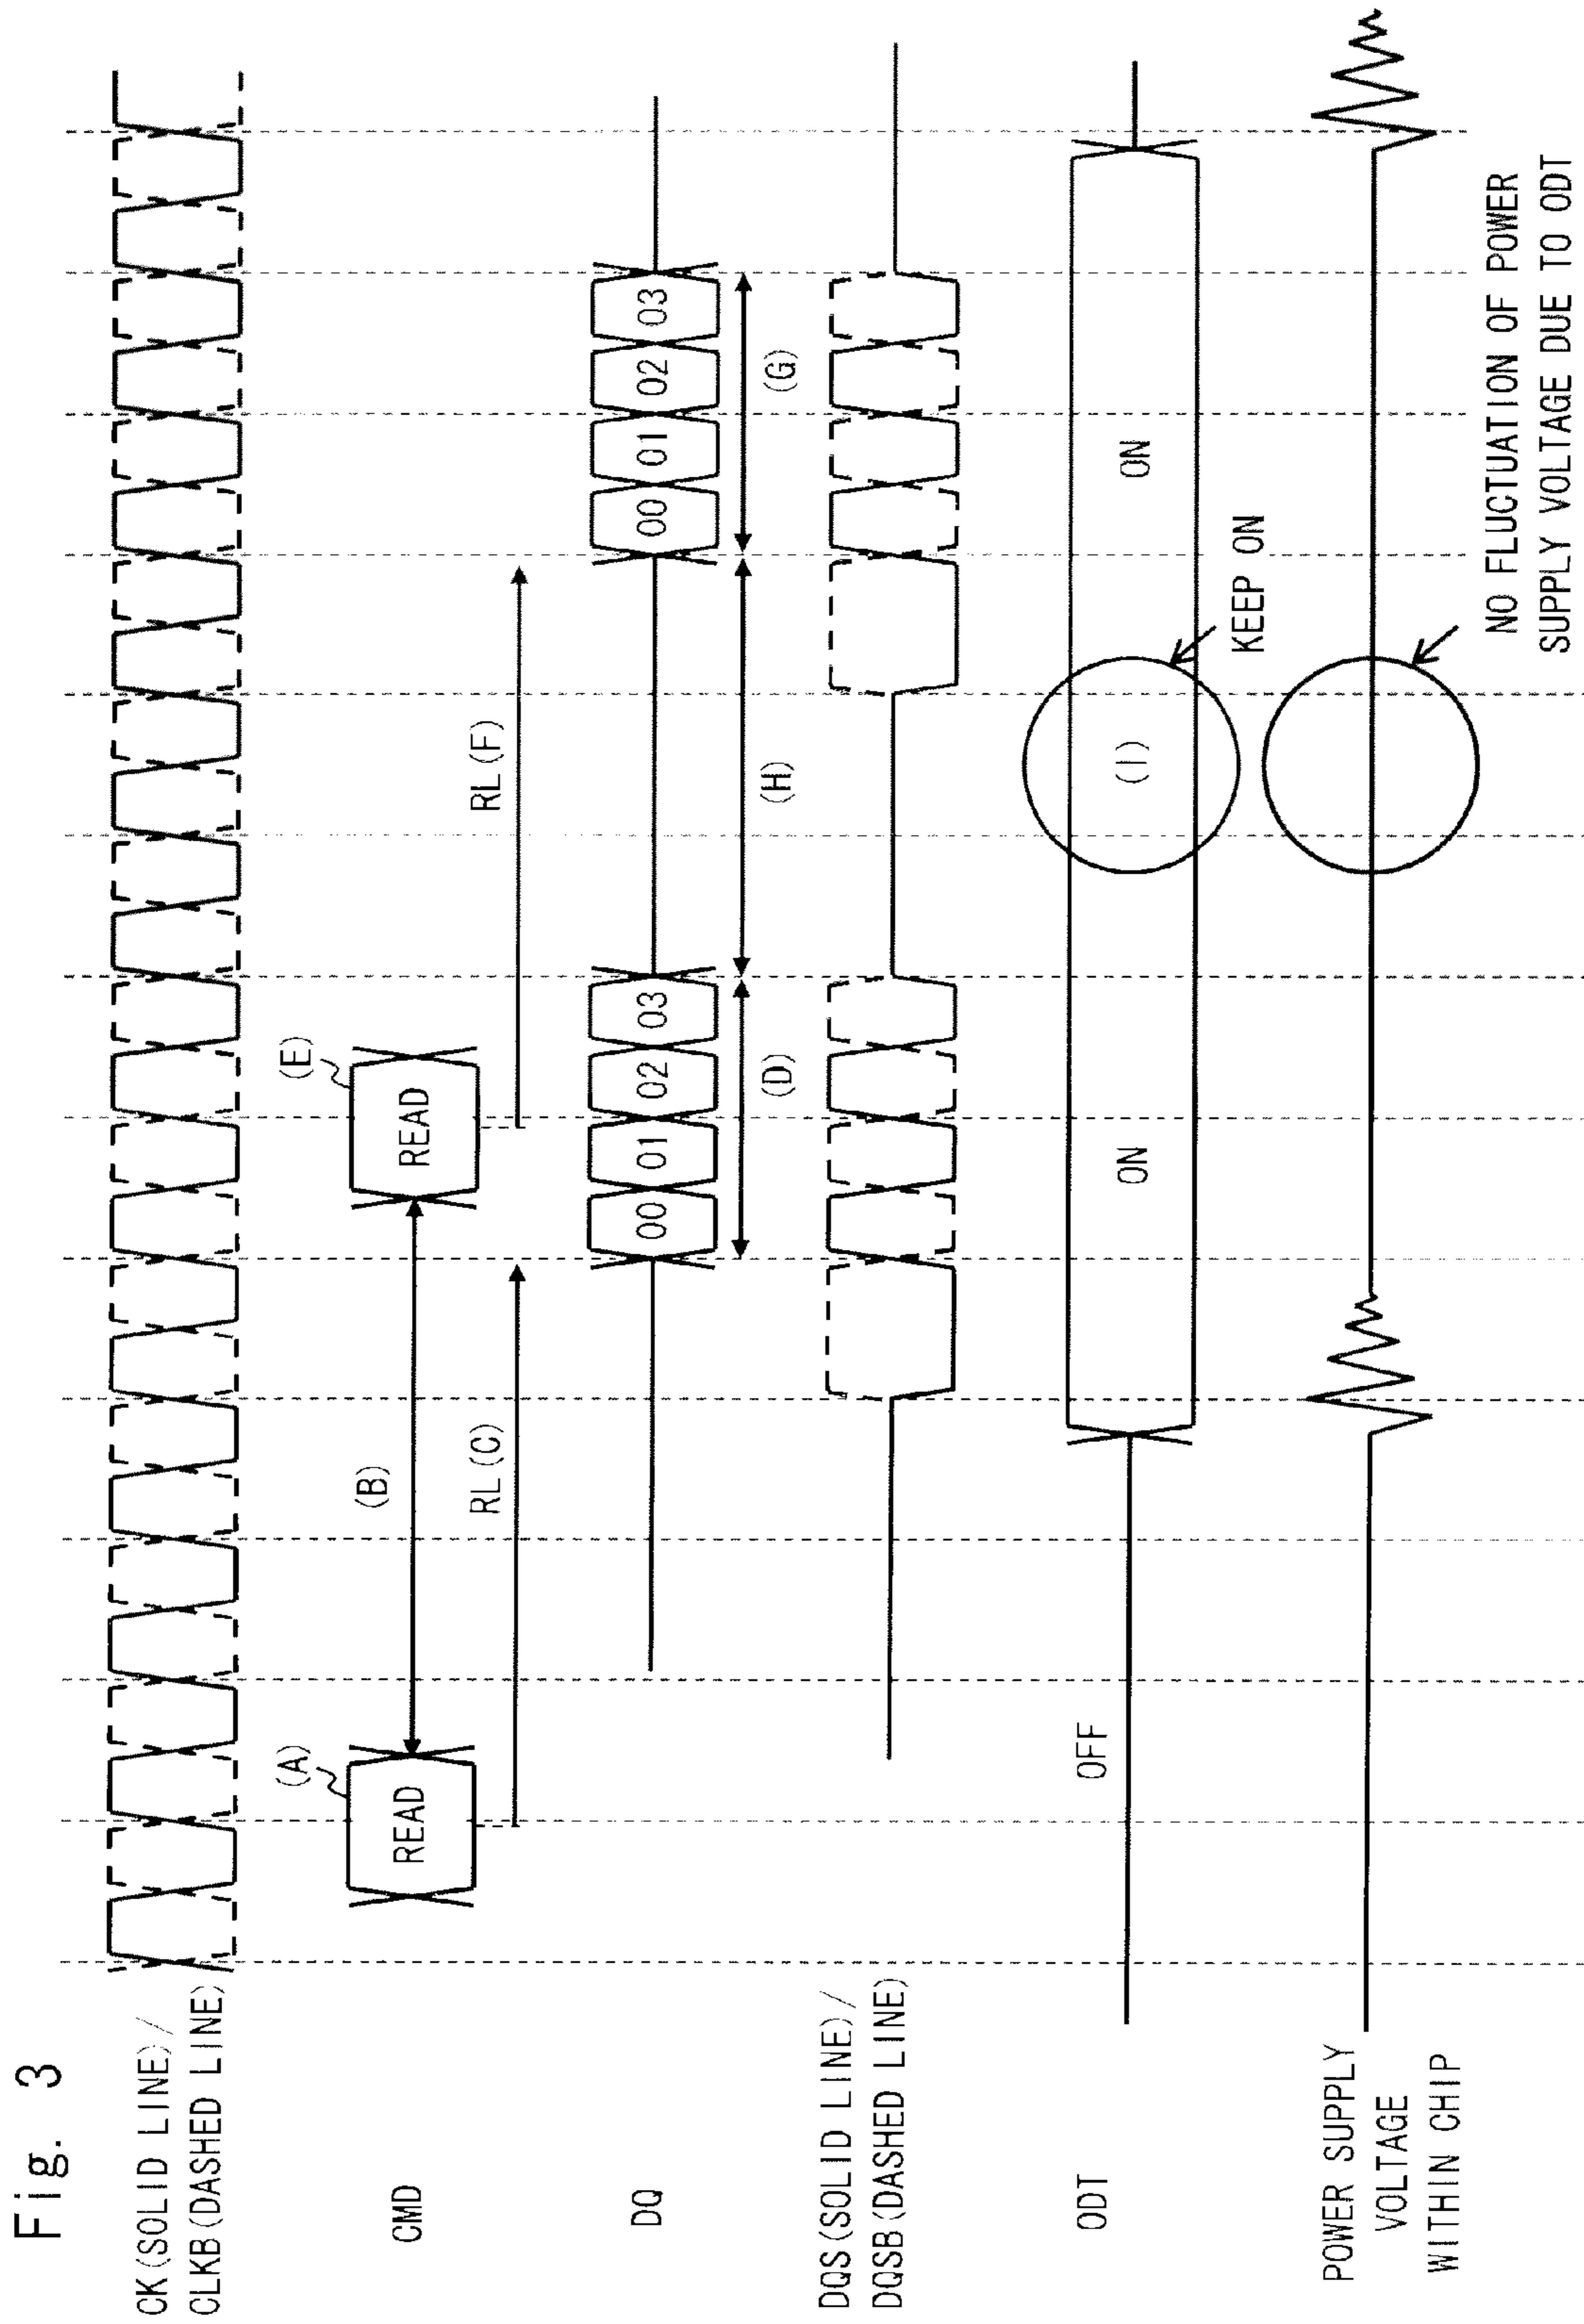 Fig. 3
CK(SOLID LINE)/
CLKB(DASHED LINE)
CMD
(A)
READ
(B)
(E)
READ
RL(C)
RL(F)
DQ
00 01 02 03
00 01 02 03
(D)
(H)
(G)
DQS(SOLID LINE)/
DQSB(DASHED LINE)
ODT
OFF
ON
(I)
ON
KEEP ON
POWER SUPPLY
VOLTAGE
WITHIN CHIP
NO FLUCTUATION OF POWER
SUPPLY VOLTAGE DUE TO ODT